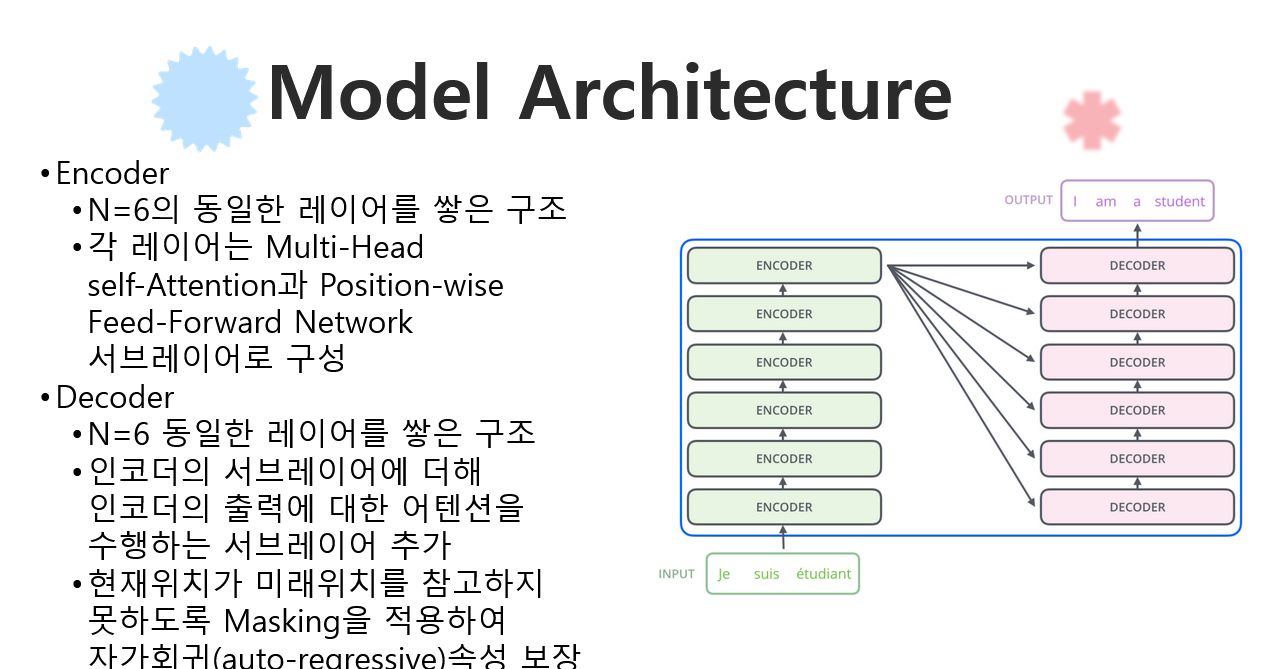 Model Architecture
•Encoder
•N=6의 동일한 레이어를 쌓은 구조
•각 레이어는 Multi-Head
self-Attention과 Position-wise
Feed-Forward Network
서브레이어로 구성
•Decoder
•N=6 동일한 레이어를 쌓은 구조
•인코더의 서브레이어에 더해
인코더의 출력에 대한 어텐션을
수행하는 서브레이어 추가
•현재위치가 미래위치를 참고하지
못하도록 Masking을 적용하여
자가회귀(auto-regressive)속성 보장
OUTPUT I am a student
ENCODER DECODER
ENCODER DECODER
ENCODER DECODER
ENCODER DECODER
ENCODER DECODER
ENCODER DECODER
INPUT Je suis étudiant